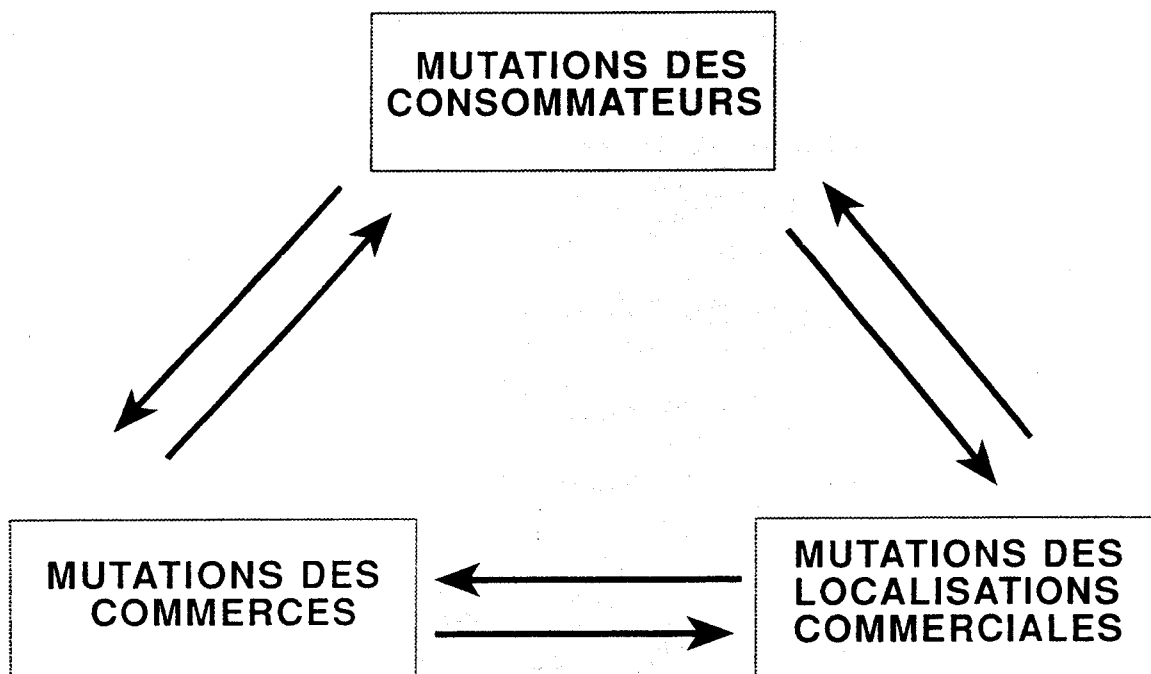 MUTATIONS DES
CONSOMMATEURS
MUTATIONS DES
COMMERCES
MUTATIONS DES
LOCALISATIONS
COMMERCIALES